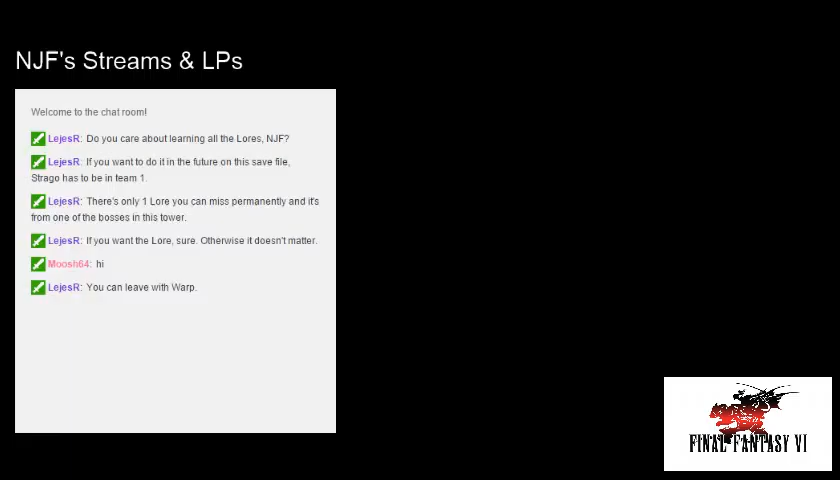 NJF's Streams & LPs
Welcome to the chat room!
LejesR: Do you care about learning all the Lores, NJF?
LejesR: If you want to do it in the future on this save file,
Strago has to be in team 1.
LejesR: There's only 1 Lore you can miss permanently and it's
from one of the bosses in this tower.
LejesR: If you want the Lore, sure. Otherwise it doesn't matter.
Moosh64: hi
LejesR: You can leave with Warp.
FINAL FANTASY VI